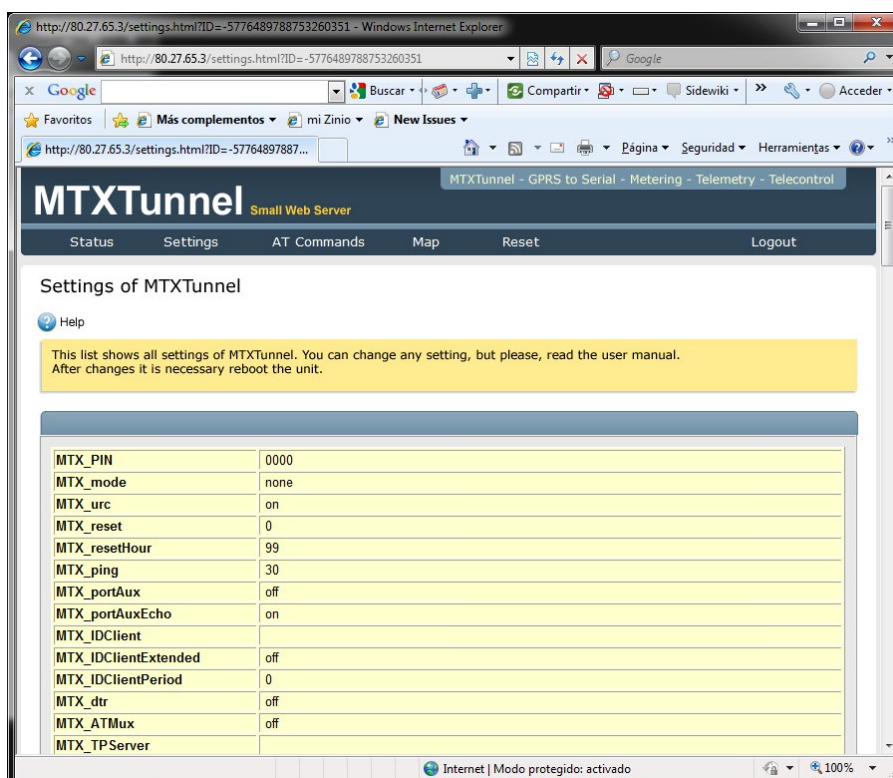 http://80.27.65.3/settings.html?ID=-5776489788753260351 - Windows Internet Explorer
http://80.27.65.3/settings.html?ID=-5776489788753260351
Google
x Google Buscar Compartir Sidewiki » Acceder
Favoritos Más complementos mi Zinio New Issues
http://80.27.65.3/settings.html?ID=-57764897887... Página Seguridad Herramientas »
MTXTunnel - GPRS to Serial - Metering - Telemetry - Telecontrol
MTXTunnel Small Web Server
Status Settings AT Commands Map Reset Logout
Settings of MTXTunnel
Help
This list shows all settings of MTXTunnel. You can change any setting, but please, read the user manual.
After changes it is necessary reboot the unit.
MTX_PIN 0000
MTX_mode none
MTX_urc on
MTX_reset 0
MTX_resetHour 99
MTX_ping 30
MTX_portAux off
MTX_portAuxEcho on
MTX_IDClient
MTX_IDClientExtended off
MTX_IDClientPeriod 0
MTX_dtr off
MTX_ATMux off
MTX_TPServer
Internet | Modo protegido: activado 100%